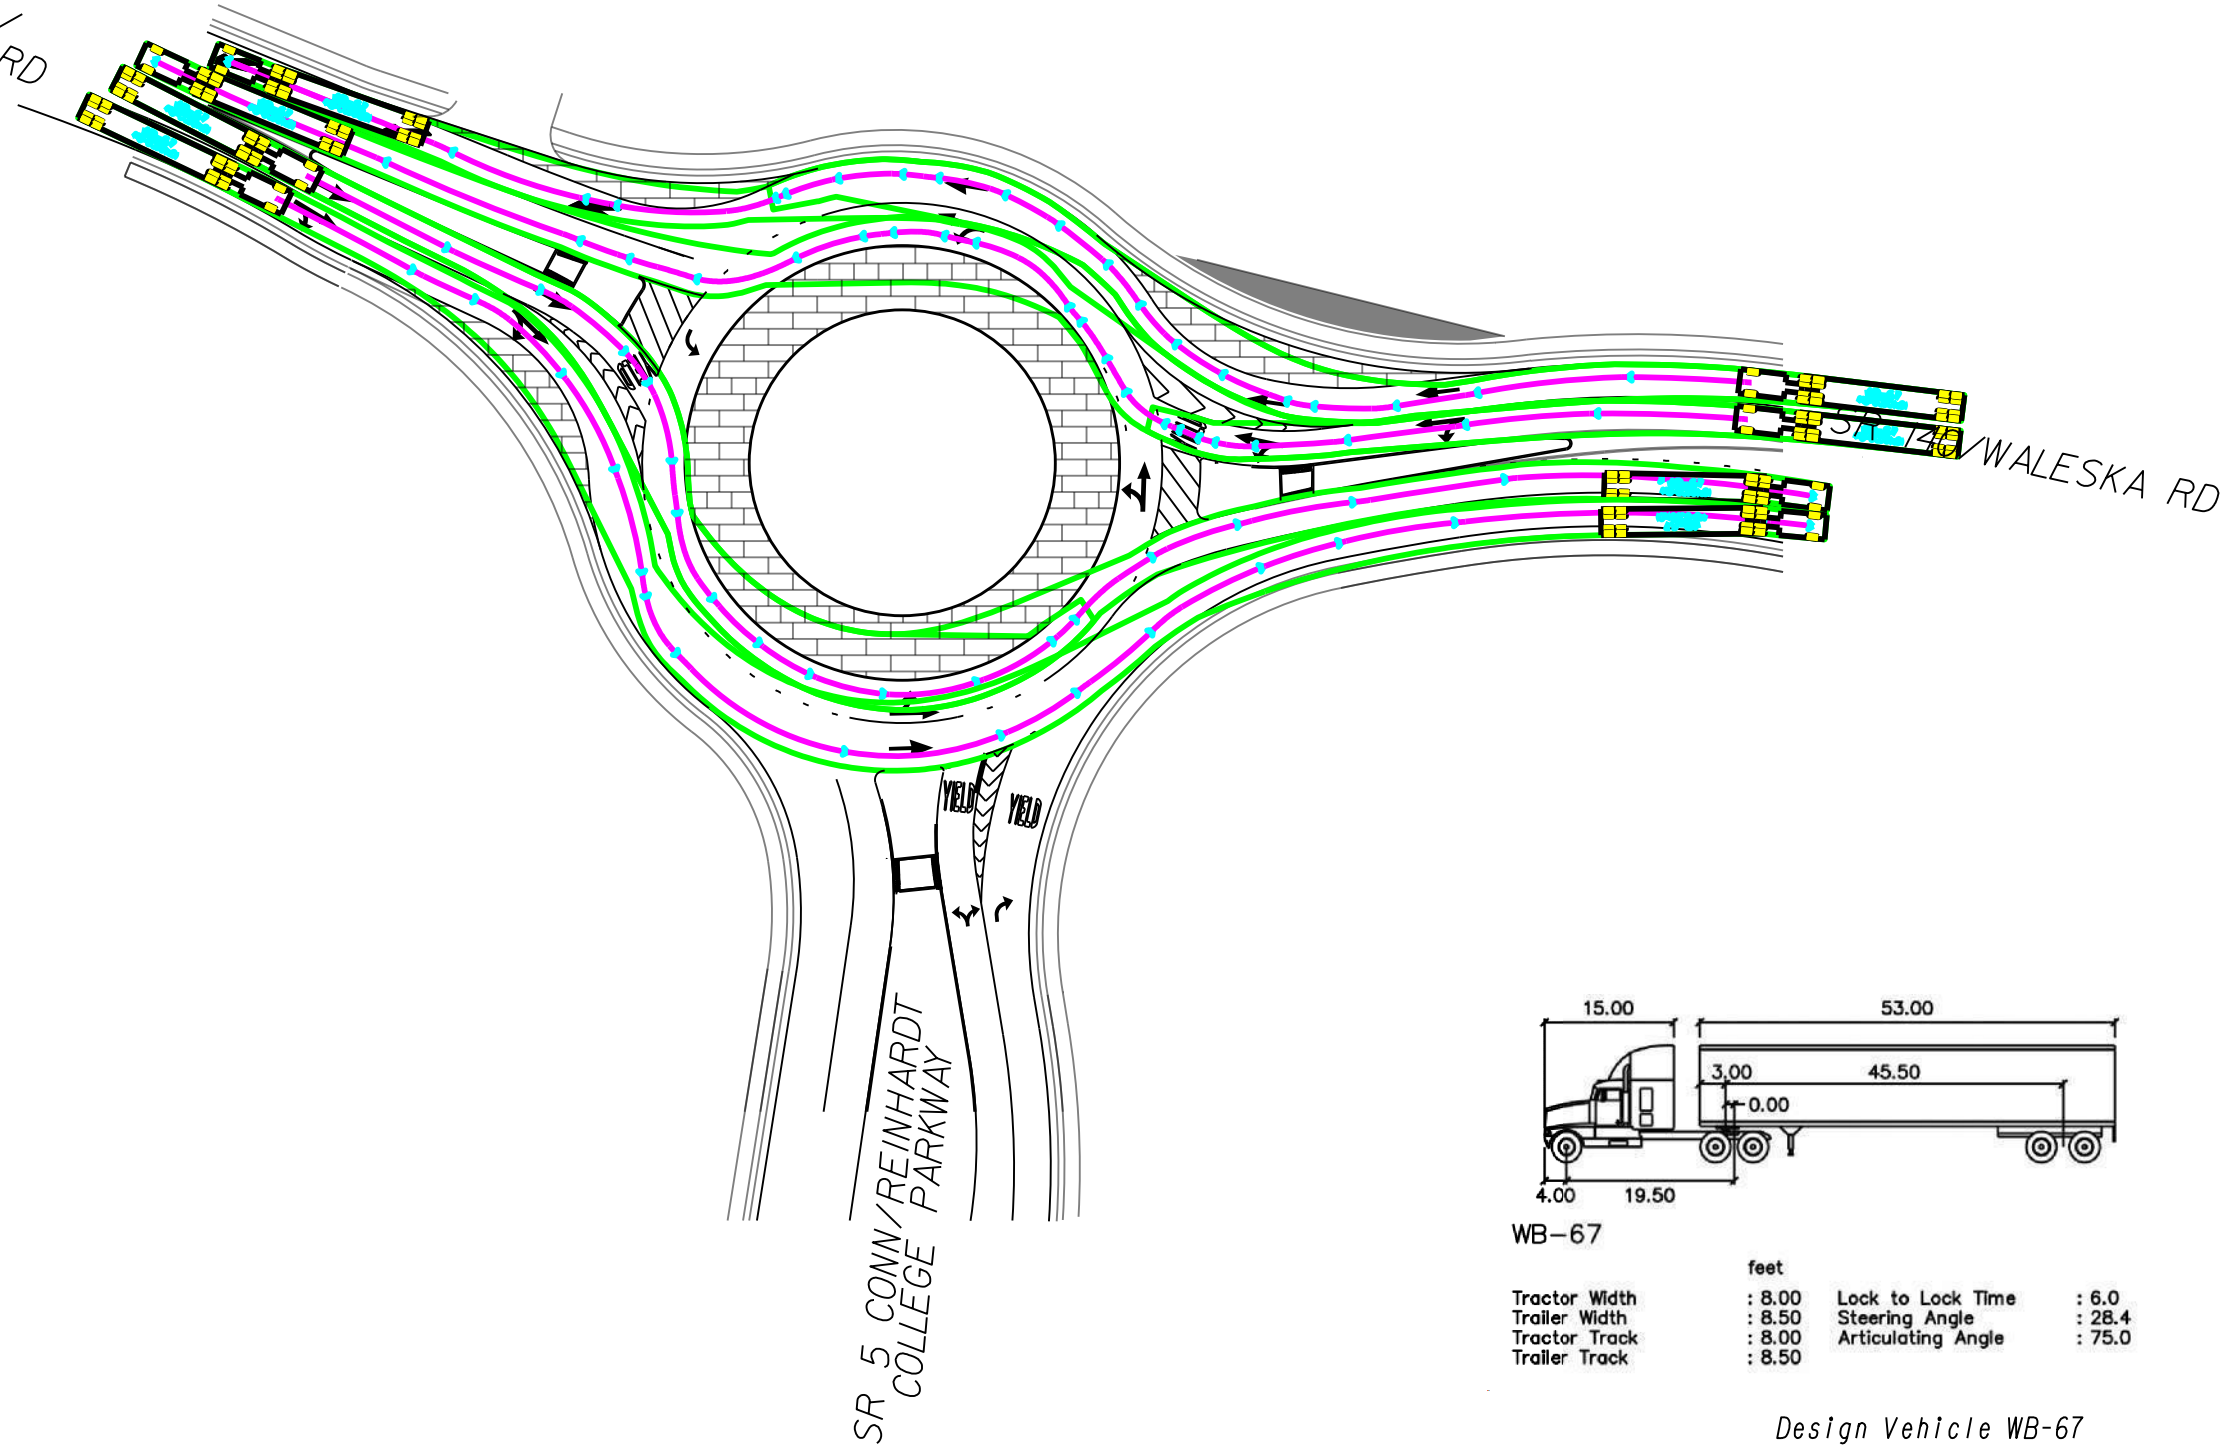 RD
SR 140/WALESKA RD
YIELD
YIELD
SR 5 CONN/REINHARDT
COLLEGE PARKWAY
15.00
53.00
3.00
45.50
0.00
4.00
19.50
WB-67
feet
Tractor Width : 8.00 Lock to Lock Time : 6.0
Trailer Width : 8.50 Steering Angle : 28.4
Tractor Track : 8.00 Articulating Angle : 75.0
Trailer Track : 8.50
Design Vehicle WB-67